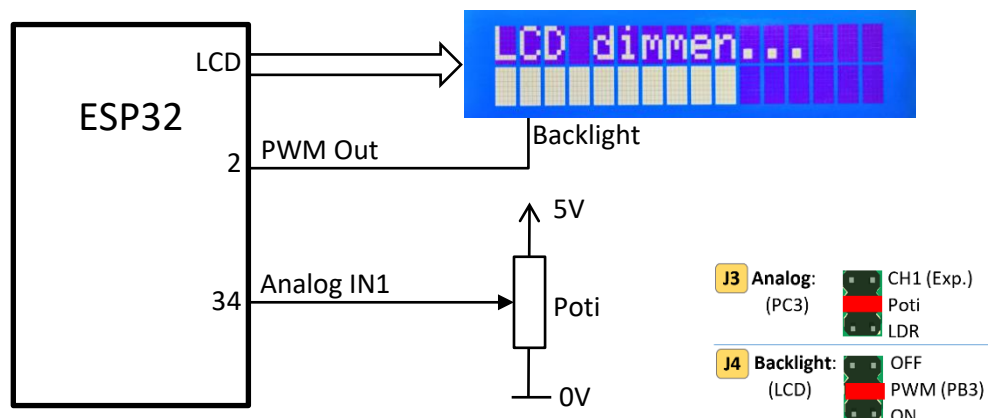 LCD
LCD dimmen...
ESP32
Backlight
2
PWM Out
5V
34
Analog IN1
Poti
0V
J3 Analog: CH1 (Exp.)
(PC3) Poti
LDR
J4 Backlight: OFF
(LCD) PWM (PB3)
ON